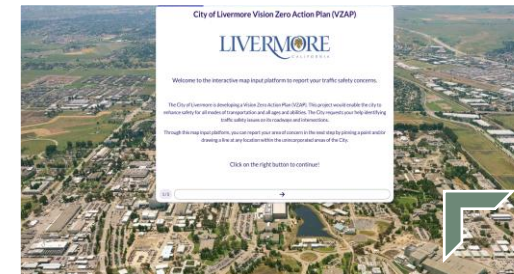 City of Livermore Vision Zero Action Plan (VZAP)
LIVERMORE
CALIFORNIA
Welcome to the interactive map input platform to report your traffic safety concerns.
The City of Livermore is developing a Vision Zero Action Plan (VZAP). This project would enable the city to
enhance safety for all modes of transportation and all ages and abilities. The City requests your help identifying
traffic safety issues on its roadways and intersections.
Through the map input platform, you can report your area of concern in the next step by pinning a point and/or
drawing a line at any location within the unincorporated areas of the City.
Click on the right button to continue!
1/5 →